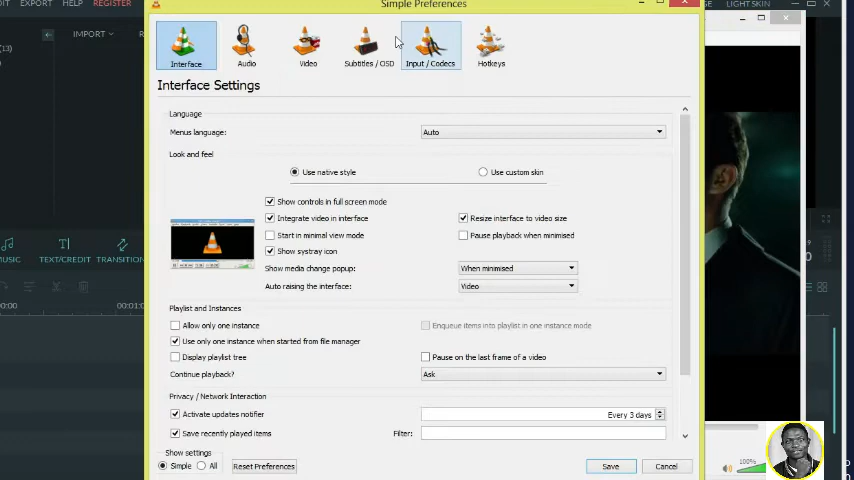 EXPORT HELP REGISTER
Simple Preferences
LIGHT SKIN
(13)
IMPORT
R
Interface
Audio
Video
Subtitles / OSD
Input / Codecs
Hotkeys
Interface Settings
Language
Menus language:
Auto
Look and feel
Use native style
Use custom skin
Show controls in full screen mode
Integrate video in interface
Resize interface to video size
Start in minimal view mode
Pause playback when minimised
Show systray icon
Show media change popup:
When minimised
Auto raising the interface:
Video
MUSIC
TEXT/CREDIT
TRANSITION
:00
00:01:0
Playlist and Instances
Allow only one instance
Enqueue items into playlist in one instance mode
Use only one instance when started from file manager
Display playlist tree
Pause on the last frame of a video
Continue playback?
Ask
Privacy / Network Interaction
Activate updates notifier
Every 3 days
Save recently played items
Filter:
Show settings
Simple
All
Reset Preferences
Save
Cancel
100%